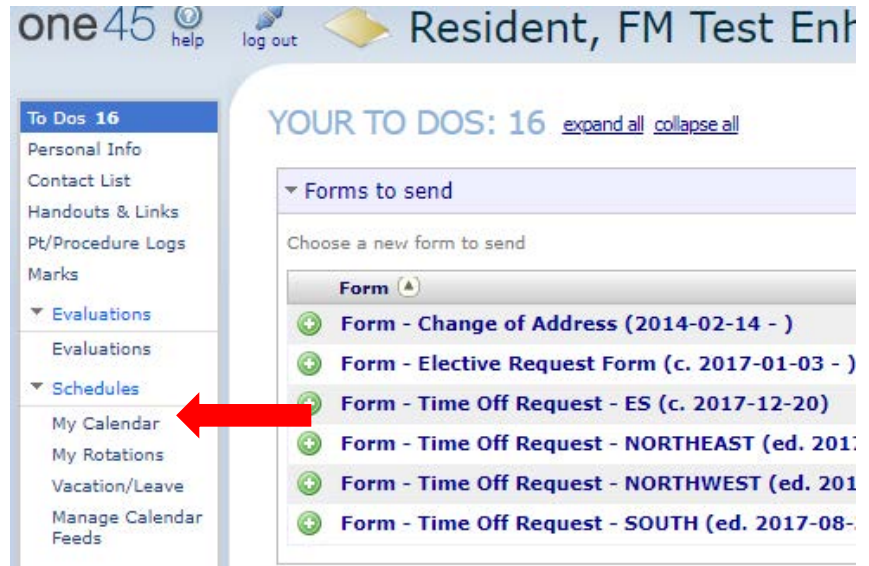 one45 help log out Resident, FM Test Enh
To Dos 16
Personal Info
Contact List
Handouts & Links
Pt/Procedure Logs
Marks
Evaluations
Evaluations
Schedules
My Calendar
My Rotations
Vacation/Leave
Manage Calendar
Feeds
YOUR TO DOS: 16 expand all collapse all
Forms to send
Choose a new form to send
Form
Form - Change of Address (2014-02-14 - )
Form - Elective Request Form (c. 2017-01-03 - )
Form - Time Off Request - ES (c. 2017-12-20)
Form - Time Off Request - NORTHEAST (ed. 201
Form - Time Off Request - NORTHWEST (ed. 201
Form - Time Off Request - SOUTH (ed. 2017-08-